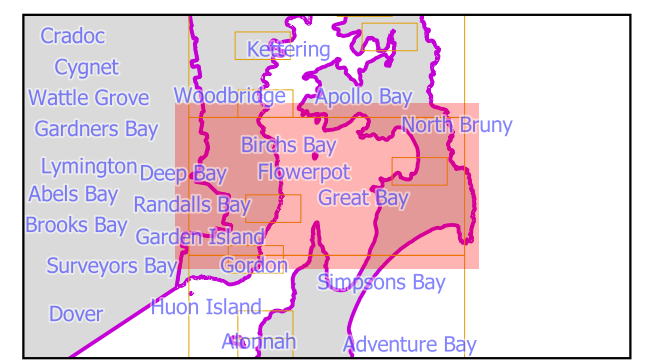 Cradoc
Kettering
Cygnet
Wattle Grove
Woodbridge
Apollo Bay
Gardners Bay
North Bruny
Birchs Bay
Lymington
Deep Bay
Flowerpot
Abels Bay
Randalls Bay
Great Bay
Brooks Bay
Garden Island
Surveyors Bay
Gordon
Simpsons Bay
Huon Island
Dover
Alonnah
Adventure Bay